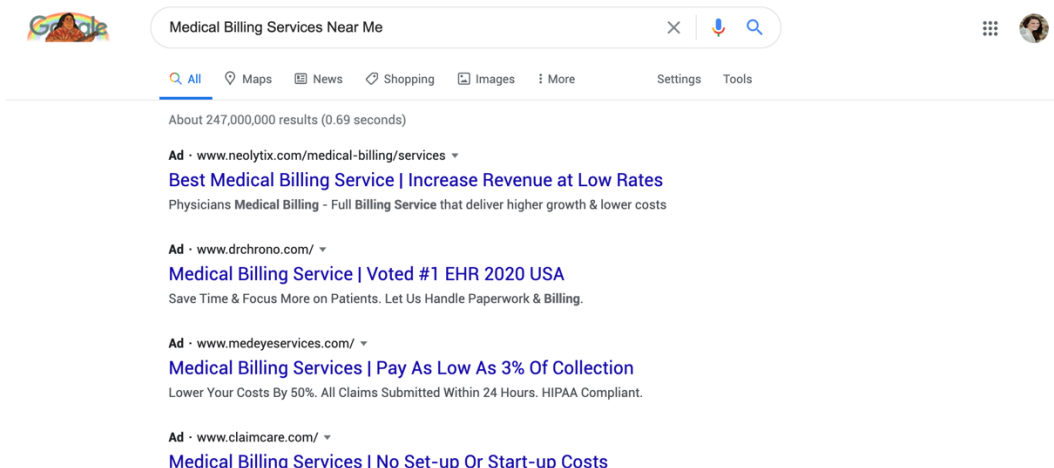 Google
Medical Billing Services Near Me
All Maps News Shopping Images More Settings Tools
About 247,000,000 results (0.69 seconds)
Ad · www.neolytix.com/medical-billing/services
Best Medical Billing Service | Increase Revenue at Low Rates
Physicians Medical Billing - Full Billing Service that deliver higher growth & lower costs
Ad · www.drchrono.com/
Medical Billing Service | Voted #1 EHR 2020 USA
Save Time & Focus More on Patients. Let Us Handle Paperwork & Billing.
Ad · www.medeyeservices.com/
Medical Billing Services | Pay As Low As 3% Of Collection
Lower Your Costs By 50%. All Claims Submitted Within 24 Hours. HIPAA Compliant.
Ad · www.claimcare.com/
Medical Billing Services | No Set-up Or Start-up Costs